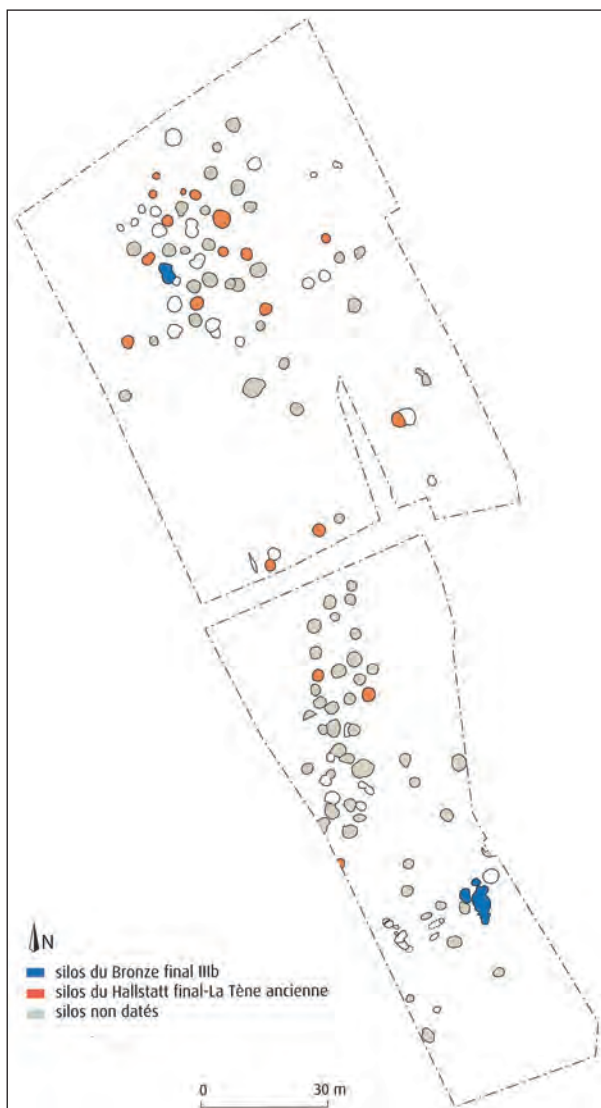 N
silos du Bronze final IIIb
silos du Hallstatt final-La Tène ancienne
silos non datés
0 30 m